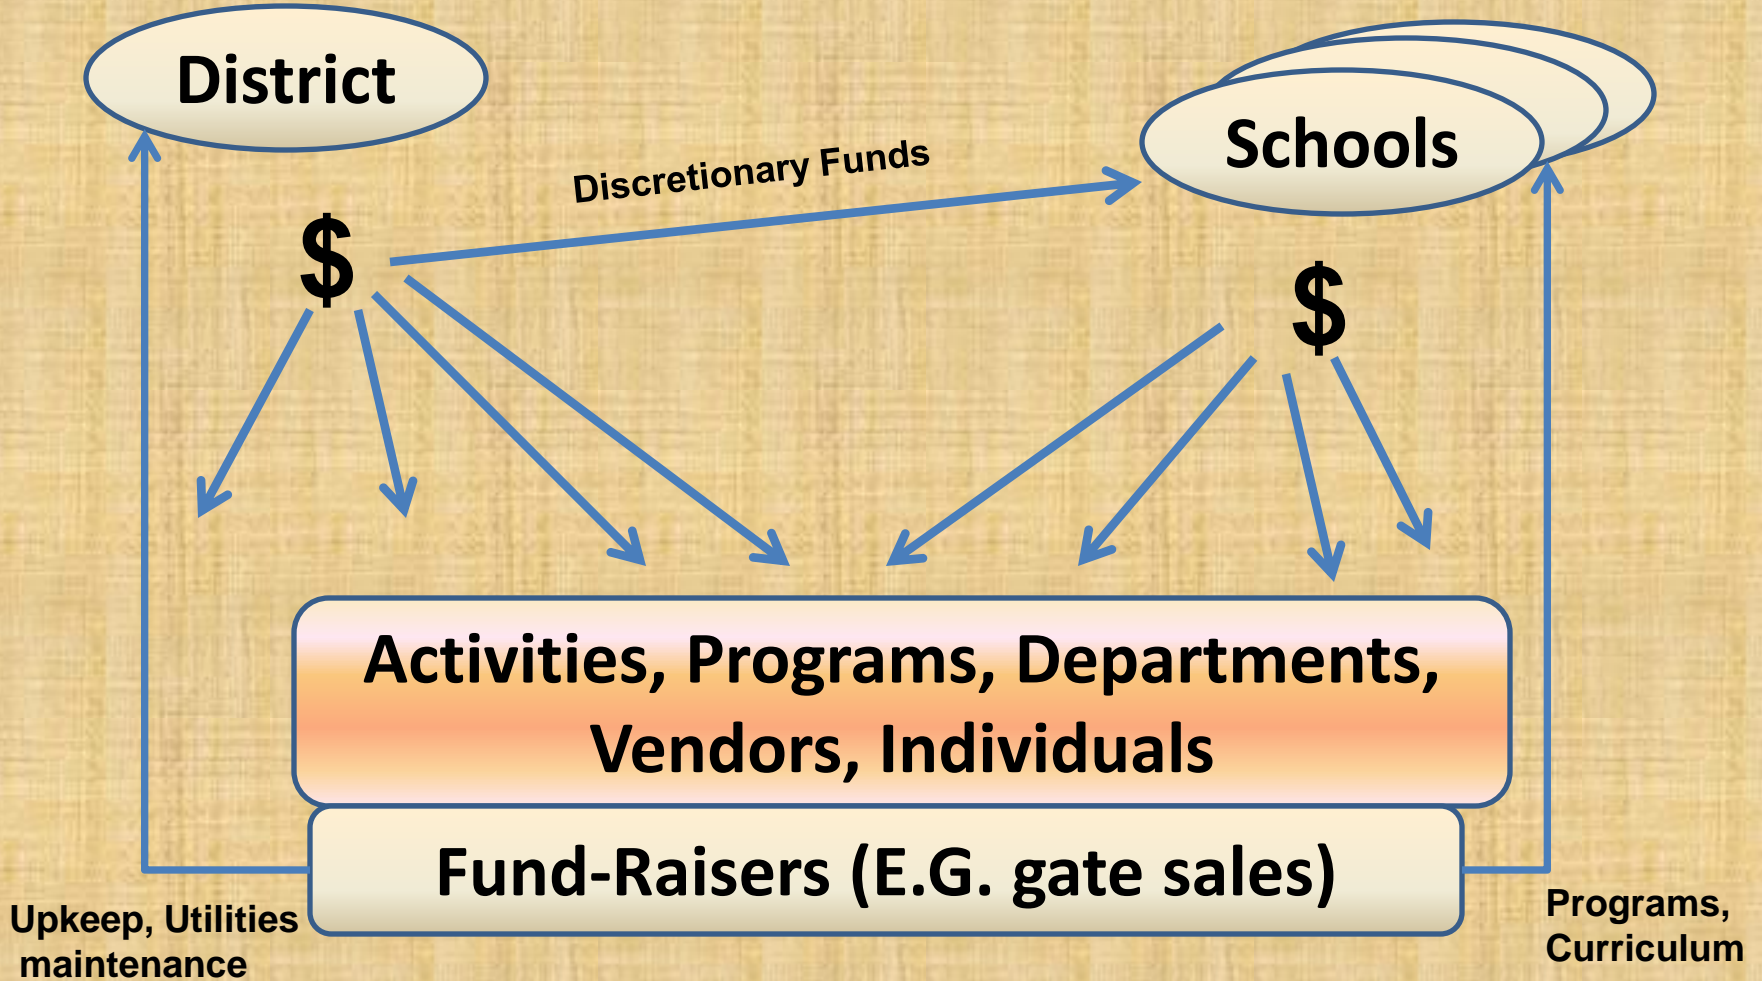 District
Schools
Discretionary Funds
$
$
Activities, Programs, Departments,
Vendors, Individuals
Fund-Raisers (E.G. gate sales)
Upkeep, Utilities
maintenance
Programs,
Curriculum